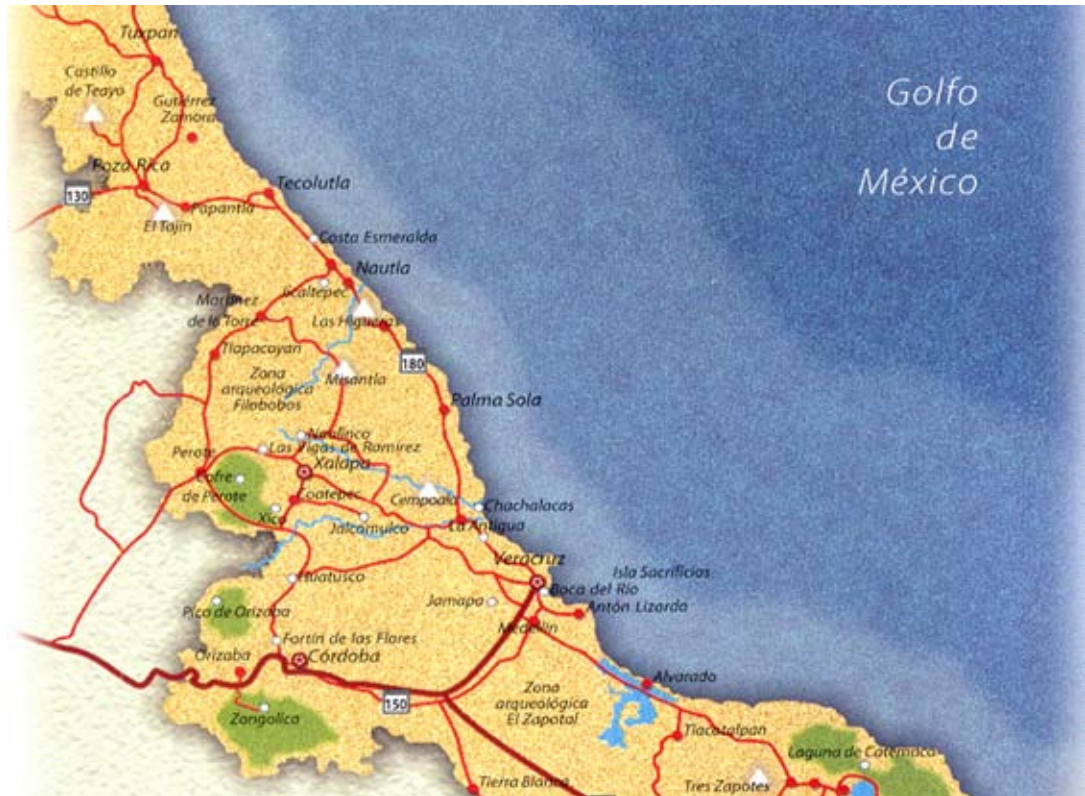 Tuxpan
Castillo
de Teayo
Gutiérrez
Zamora
Golfo
de
México
Poza Rica
130
Tecolutla
Papantla
El Tajín
Costa Esmeralda
Nautla
Jicaltepec
Martínez
de la Torre
Las Higueras
Tlapacoyan
180
Zona
arqueológica
Filobobos
Misantla
Palma Sola
Naolinco
Perote
Las Vigas de Ramírez
Xalapa
Cofre
de Perote
Coatepec
Cempoala
Chachalacas
Xico
Jalcomulco
La Antigua
Veracruz
Isla Sacrificios
Huatusco
Boca del Río
Pico de Orizaba
Jamapa
Antón Lizardo
Medellín
Fortín de las Flores
Orizaba
Córdoba
Alvarado
Zona
arqueológica
El Zapotal
150
Zongolica
Tlacotalpan
Laguna de Catemaco
Tierra Blanca
Tres Zapotes